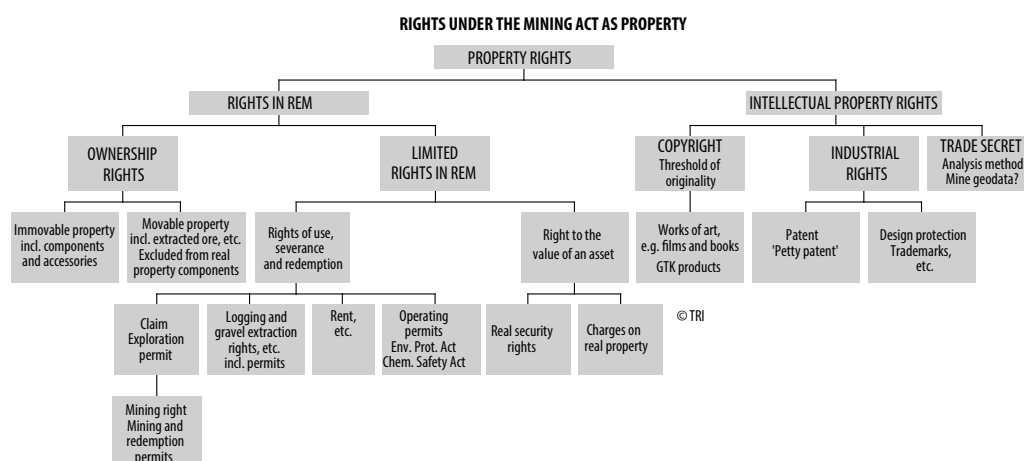 RIGHTS UNDER THE MINING ACT AS PROPERTY
PROPERTY RIGHTS
RIGHTS IN REM
INTELLECTUAL PROPERTY RIGHTS
OWNERSHIP
RIGHTS
LIMITED
RIGHTS IN REM
COPYRIGHT
Threshold of
originality
INDUSTRIAL
RIGHTS
TRADE SECRET
Analysis method
Mine geodata?
Immovable property
incl. components
and accessories
Movable property
incl. extracted ore, etc.
Excluded from real
property components
Rights of use,
severance
and redemption
Right to the
value of an asset
Works of art,
e.g. films and books
GTK products
Patent
'Petty patent'
Design protection
Trademarks,
etc.
Claim
Exploration
permit
Logging and
gravel extraction
rights, etc.
incl. permits
Rent,
etc.
Operating
permits
Env. Prot. Act
Chem. Safety Act
Real security
rights
Charges on
real property
© TRI
Mining right
Mining and
redemption
permits